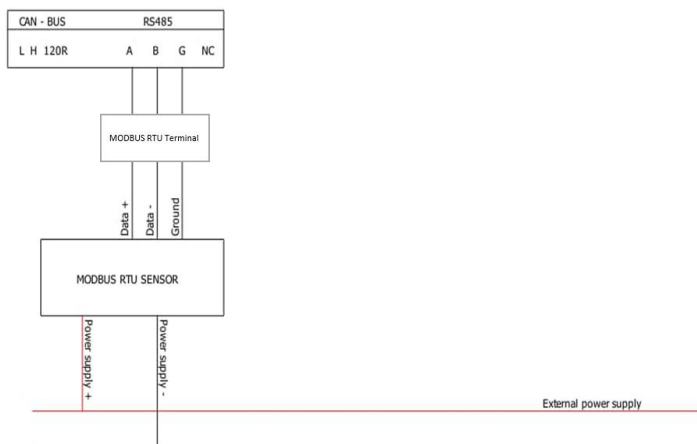 CAN - BUS RS485
L H 120R A B G NC
MODBUS RTU Terminal
Data +
Data -
Ground
MODBUS RTU SENSOR
Power supply +
Power supply -
External power supply